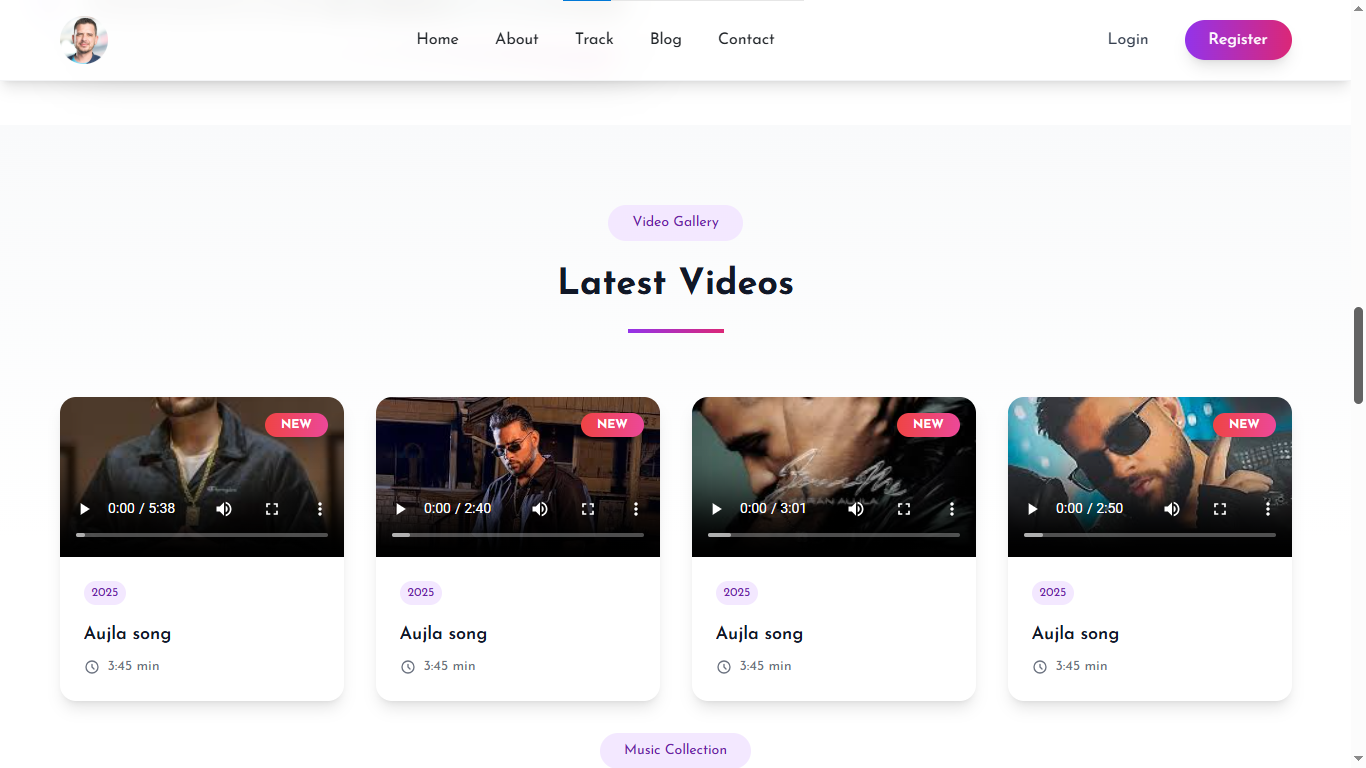 Home About Track Blog Contact Login Register
Video Gallery
Latest Videos
NEW NEW NEW NEW
KARAN AUJLA
0:00 / 5:38 0:00 / 2:40 0:00 / 3:01 0:00 / 2:50
2025 2025 2025 2025
Aujla song Aujla song Aujla song Aujla song
3:45 min 3:45 min 3:45 min 3:45 min
Music Collection